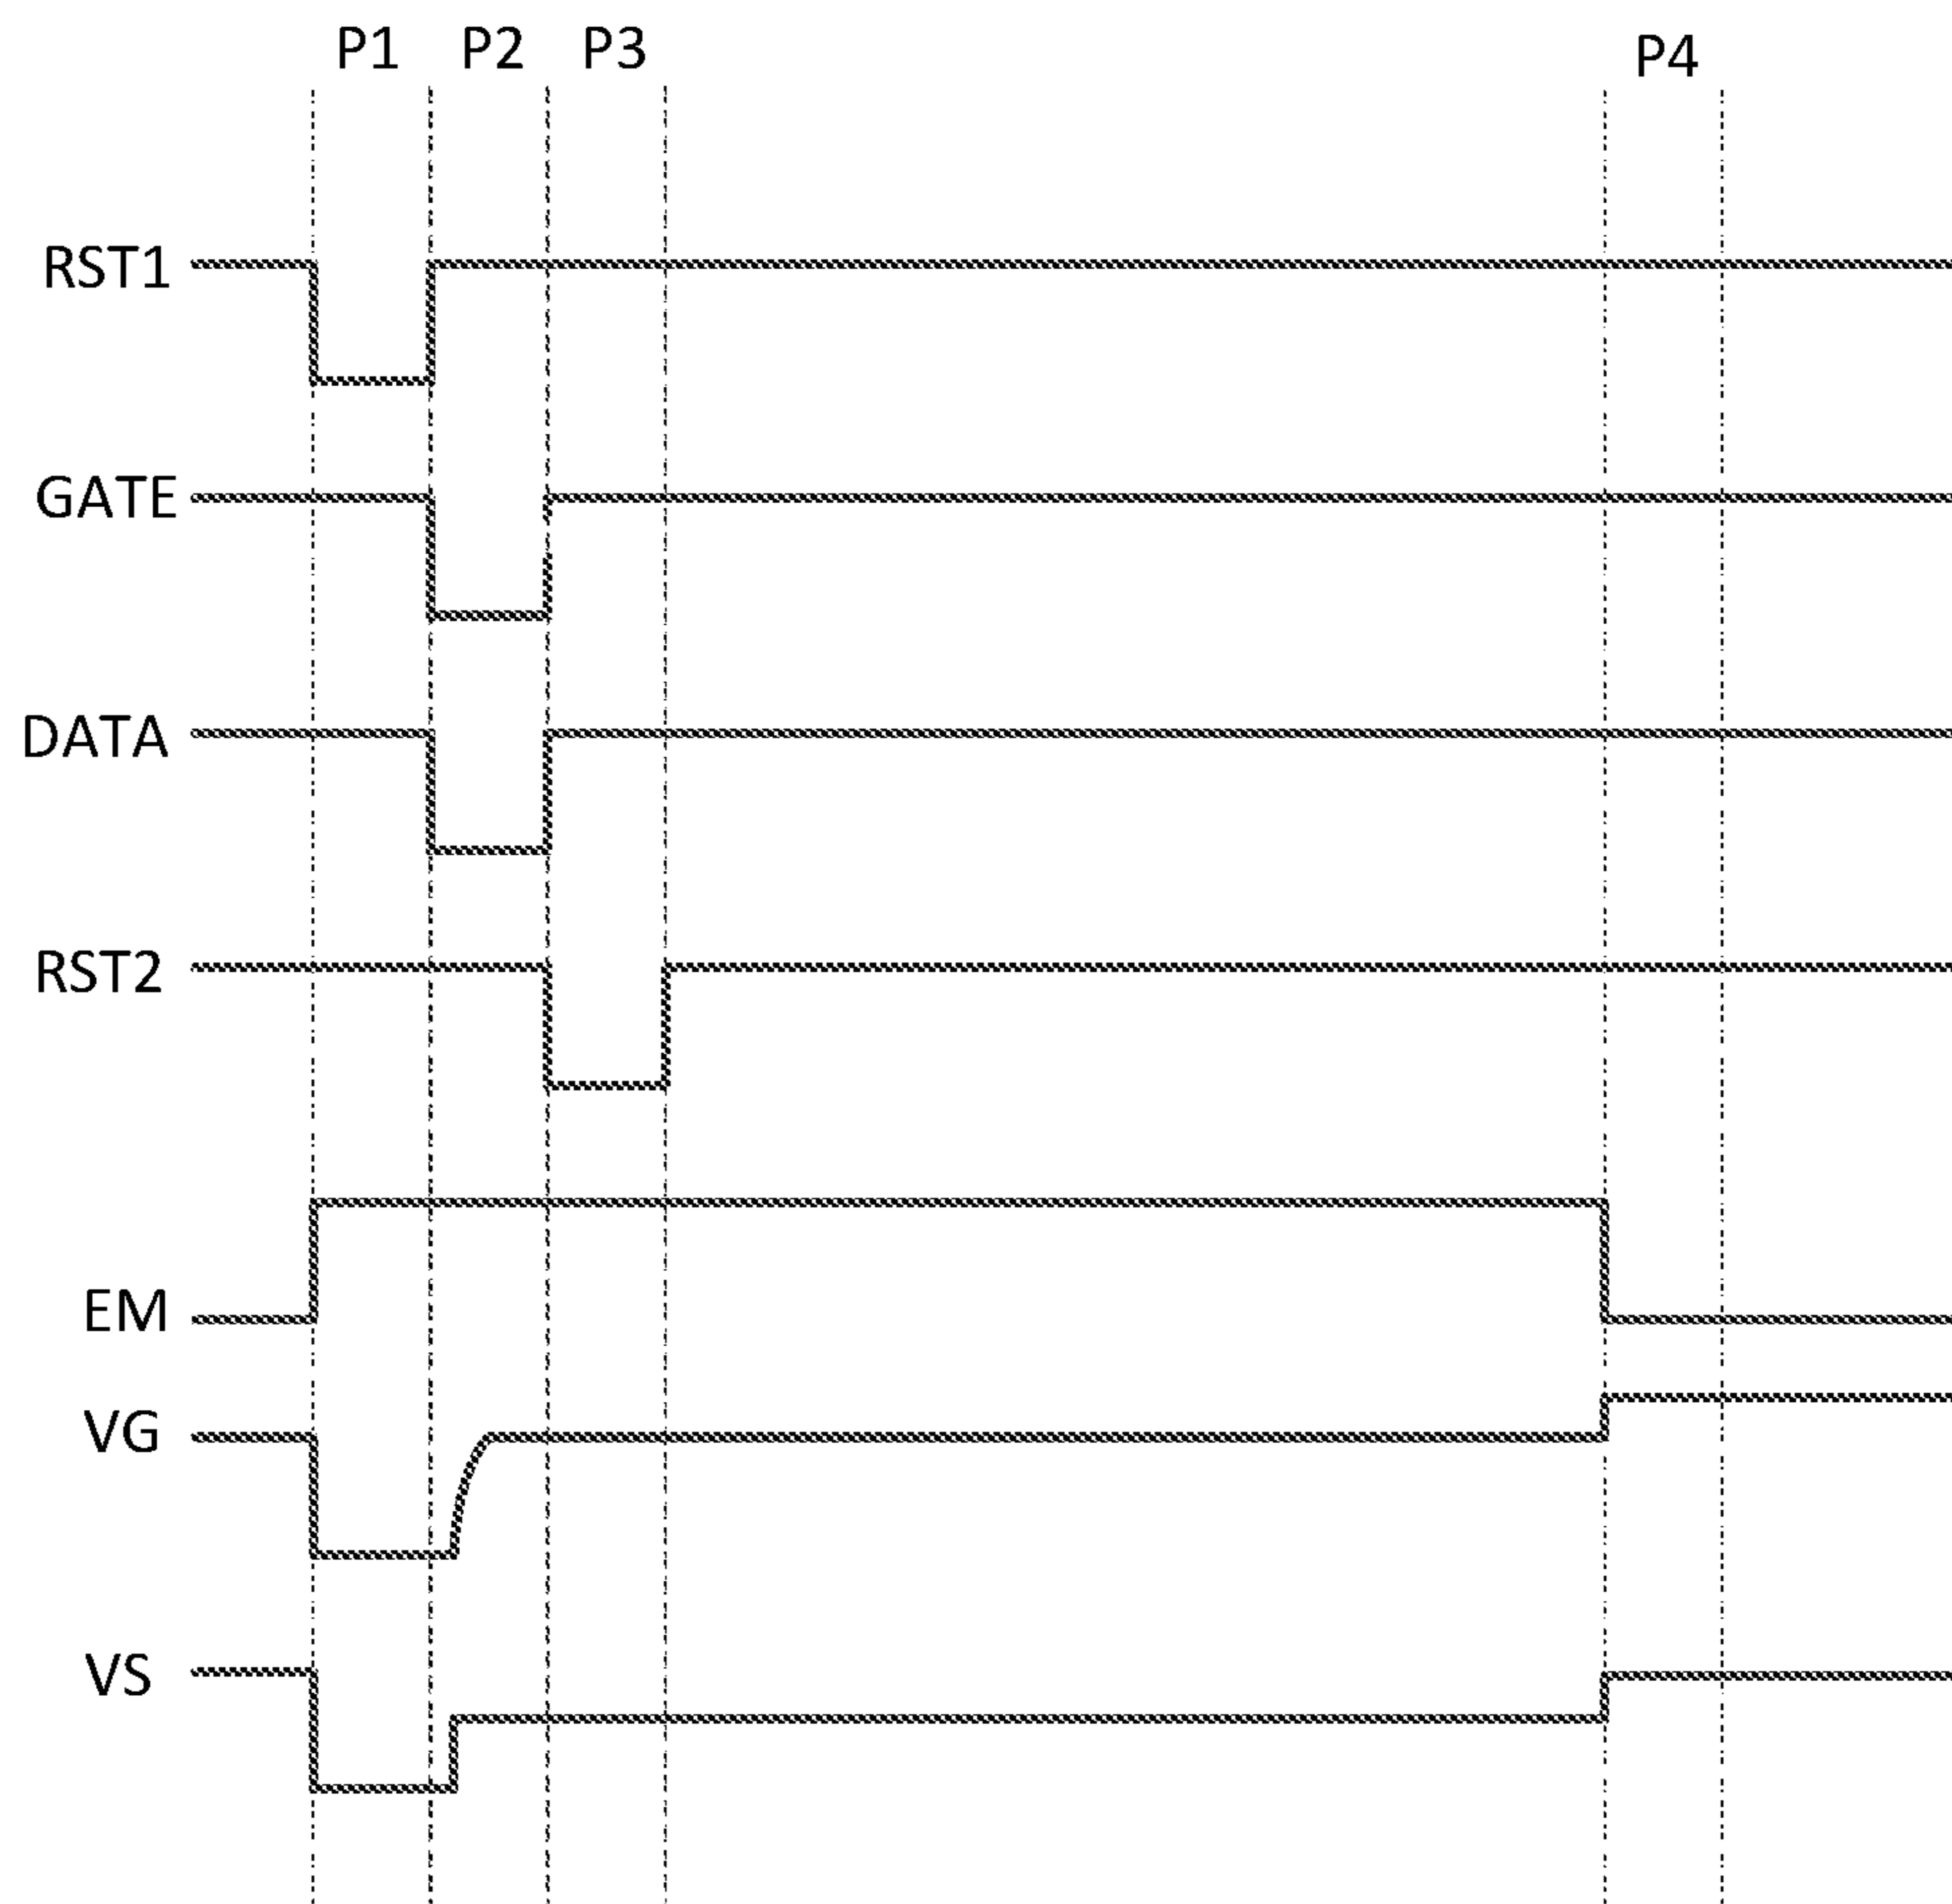 P1 P2 P3 P4
RST1
GATE
DATA
RST2
EM
VG
VS